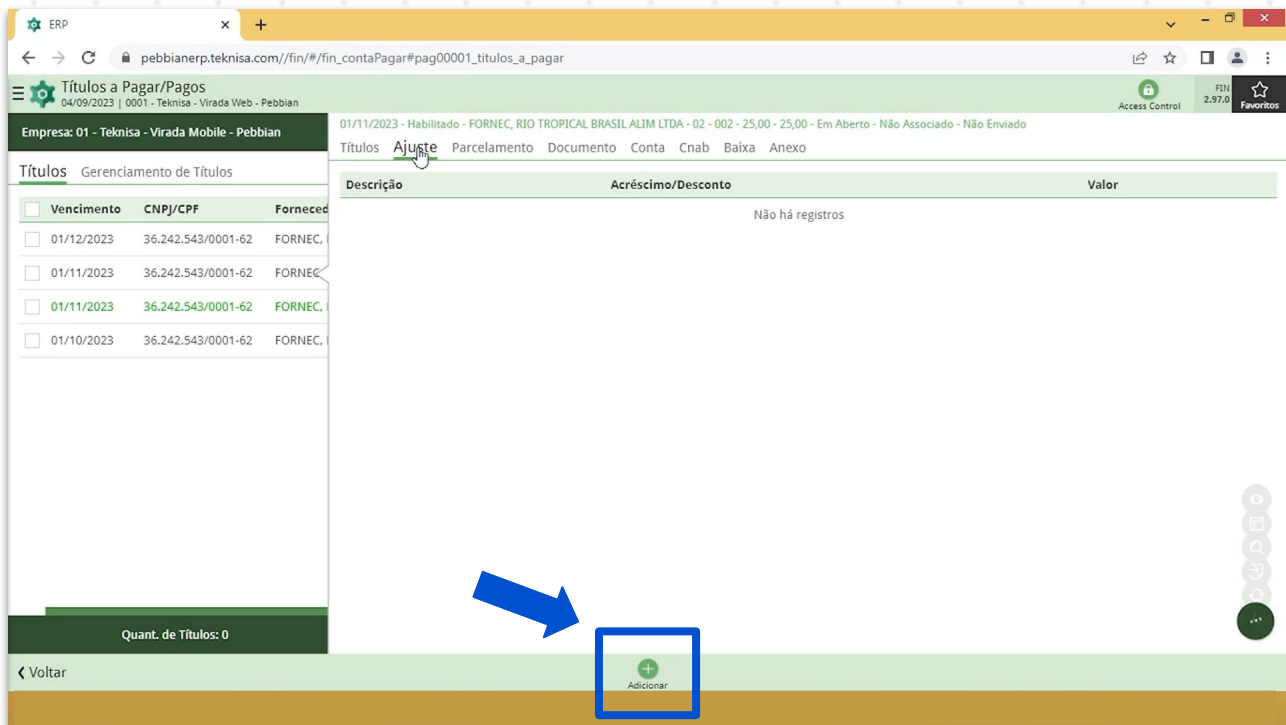 ERP
pebbianerp.teknisa.com//fin/#/fin_contaPagar#pag00001_titulos_a_pagar
Títulos a Pagar/Pagos
04/09/2023 | 0001 - Teknisa - Virada Web - Pebbian
Access Control
FIN
2.97.0
Favoritos
Empresa: 01 - Teknisa - Virada Mobile - Pebbian
01/11/2023 - Habilitado - FORNEC, RIO TROPICAL BRASIL ALIM LTDA - 02 - 002 - 25,00 - 25,00 - Em Aberto - Não Associado - Não Enviado
Títulos Ajuste Parcelamento Documento Conta Cnab Baixa Anexo
Títulos Gerenciamento de Títulos
Descrição Acréscimo/Desconto Valor
Não há registros
Vencimento CNPJ/CPF Forneced
01/12/2023 36.242.543/0001-62 FORNEC,
01/11/2023 36.242.543/0001-62 FORNEC
01/11/2023 36.242.543/0001-62 FORNEC,
01/10/2023 36.242.543/0001-62 FORNEC,
Quant. de Títulos: 0
Voltar
Adicionar